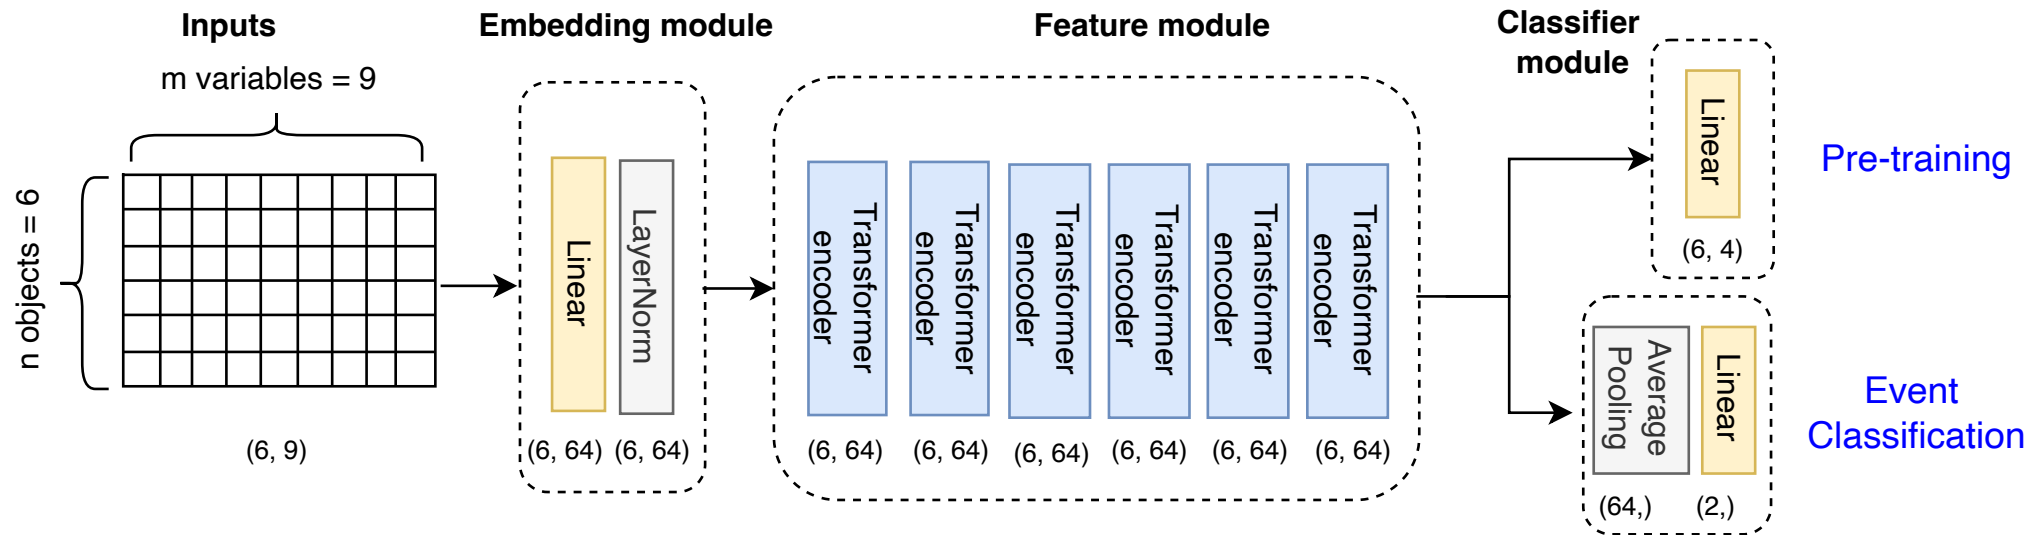 Inputs
m variables = 9
n objects = 6
(6, 9)
Embedding module
Linear
LayerNorm
(6, 64)
(6, 64)
Feature module
Transformer
encoder
Transformer
encoder
Transformer
encoder
Transformer
encoder
Transformer
encoder
Transformer
encoder
(6, 64)
(6, 64)
(6, 64)
(6, 64)
(6, 64)
(6, 64)
Classifier
module
Linear
(6, 4)
Pre-training
Average
Pooling
Linear
(64,)
(2,)
Event
Classification